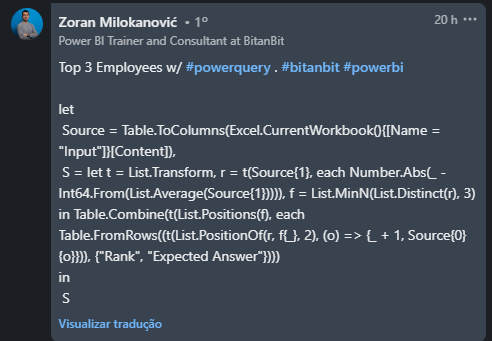 Zoran Milokanović • 1º
20 h •••
Power BI Trainer and Consultant at BitanBit
Top 3 Employees w/ #powerquery . #bitanbit #powerbi
let
Source = Table.ToColumns(Excel.CurrentWorkbook(){[Name =
"Input"]}[Content]),
S = let t = List.Transform, r = t(Source{1}, each Number.Abs(_ -
Int64.From(List.Average(Source{1})))), f = List.MinN(List.Distinct(r), 3)
in Table.Combine(t(List.Positions(f), each
Table.FromRows((t(List.PositionOf(r, f{_}, 2), (o) => {_ + 1, Source{0}
{o}})), {"Rank", "Expected Answer"})))
in
S
Visualizar tradução